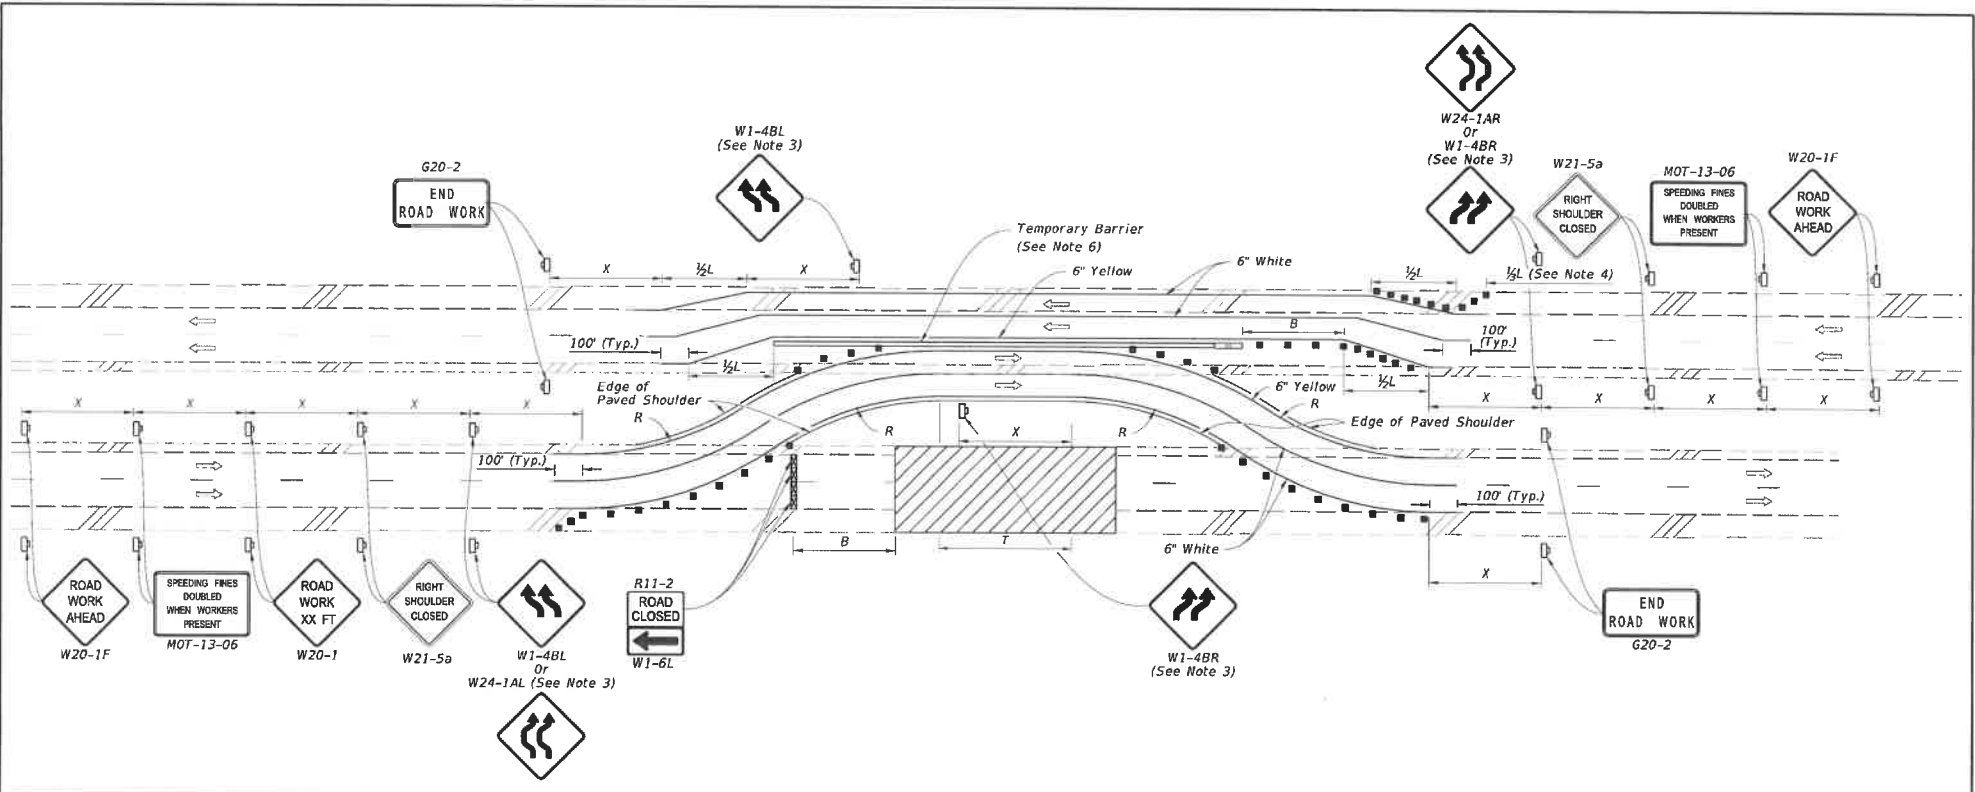 W24-1AR
Or
W1-4BR
(See Note 3)
W1-4BL
(See Note 3)
G20-2
END
ROAD WORK
W21-5a
RIGHT
SHOULDER
CLOSED
MOT-13-06
SPEEDING FINES
DOUBLED
WHEN WORKERS
PRESENT
W20-1F
ROAD
WORK
AHEAD
Temporary Barrier
(See Note 6)
6" Yellow
6" White
X
½L
X
½L
⅓L (See Note 4)
B
100' (Typ.)
100'
(Typ.)
½L
½L
Edge of
Paved Shoulder
R
6" Yellow
R
Edge of Paved Shoulder
X
X
X
X
X
X
X
X
X
R
X
R
100' (Typ.)
100' (Typ.)
B
T
6" White
X
ROAD
WORK
AHEAD
W20-1F
SPEEDING FINES
DOUBLED
WHEN WORKERS
PRESENT
MOT-13-06
ROAD
WORK
XX FT
W20-1
RIGHT
SHOULDER
CLOSED
W21-5a
W1-4BL
Or
W24-1AL (See Note 3)
R11-2
ROAD
CLOSED
W1-6L
W1-4BR
(See Note 3)
END
ROAD WORK
G20-2